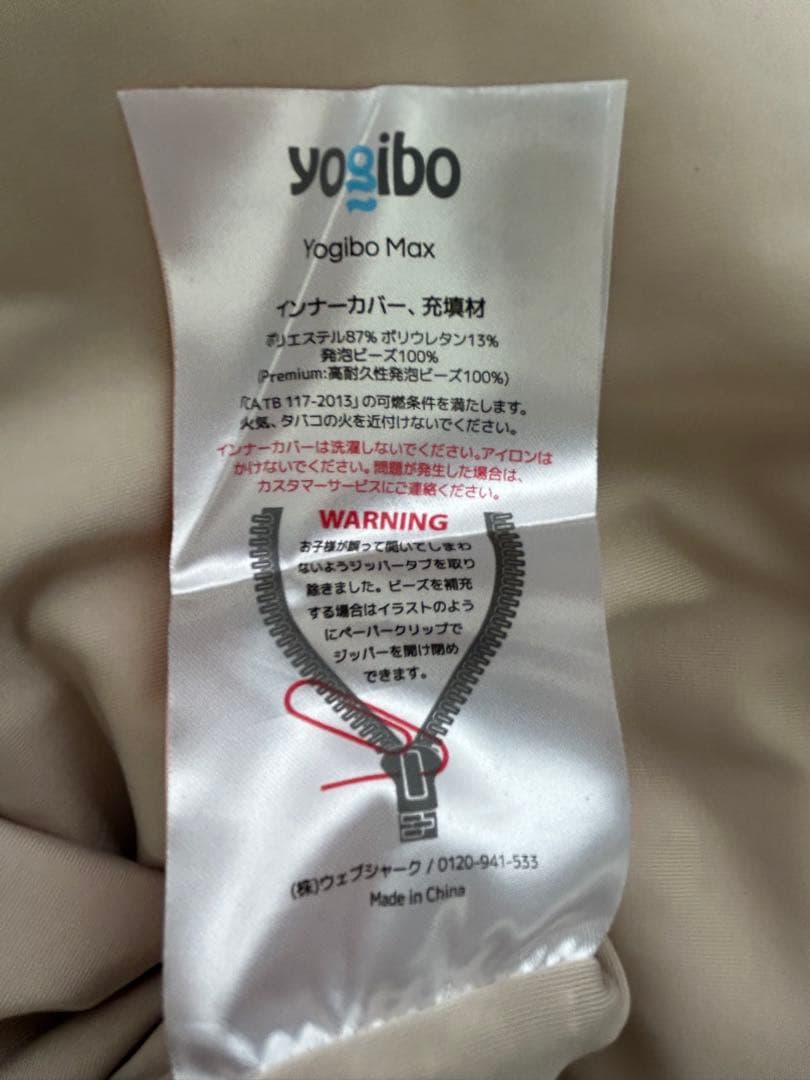 yogibo
Yogibo Max
インナーカバー、充填材
ポリエステル87% ポリウレタン13%
発泡ビーズ100%
(Premium:高耐久性発泡ビーズ100%)
「CA TB 117-2013」の可燃条件を満たします。
火気、タバコの火を近付けないでください。
インナーカバーは洗濯しないでください。アイロンは
かけないでください。問題が発生した場合は、
カスタマーサービスにご連絡ください。
WARNING
お子様が誤って開いてしまわ
ないようジッパータブを取り
除きました。ビーズを補充
する場合はイラストのよう
にペーパークリップで
ジッパーを開け閉め
できます。
(株)ウェブシャーク / 0120-941-533
Made in China